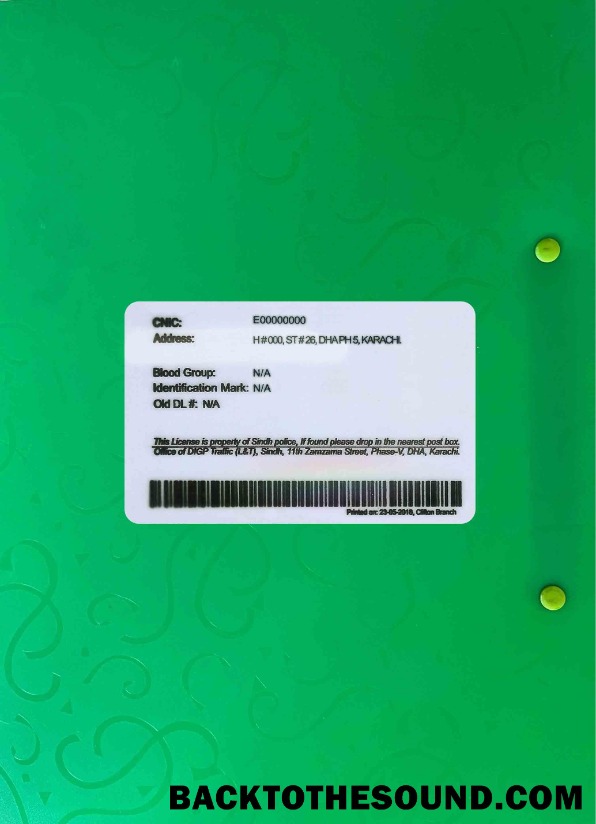 CNIC: E00000000
Address: H # 000, ST # 26, DHA PH 5, KARACHI.
Blood Group: N/A
Identification Mark: N/A
Old DL #: N/A
This License is property of Sindh police, If found please drop in the nearest post box.
Office of DIGP Traffic (L&T), Sindh, 11th Zamzama Street, Phase-V, DHA, Karachi.
Printed on: 23-05-2018, Clifton Branch
BACKTOTHESOUND.COM